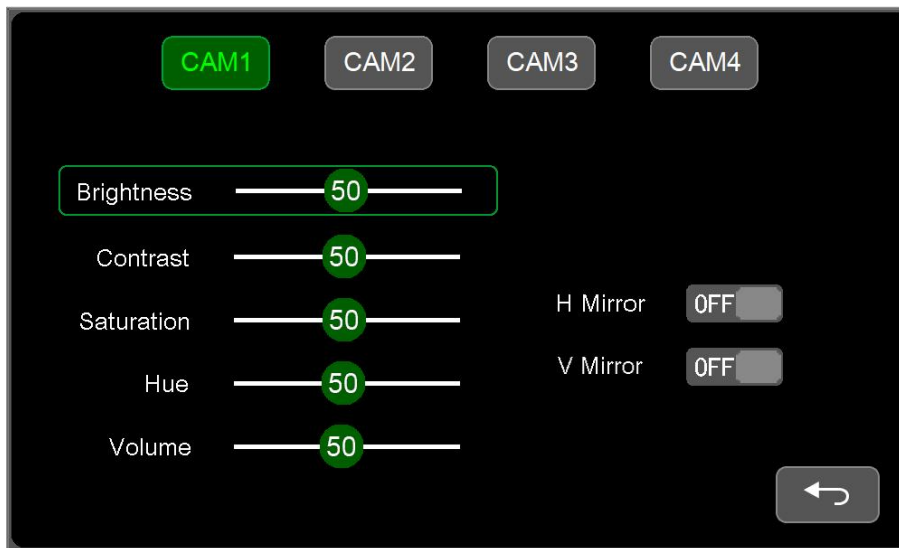 CAM1 CAM2 CAM3 CAM4
Brightness 50
Contrast 50
H Mirror OFF
Saturation 50
V Mirror OFF
Hue 50
Volume 50